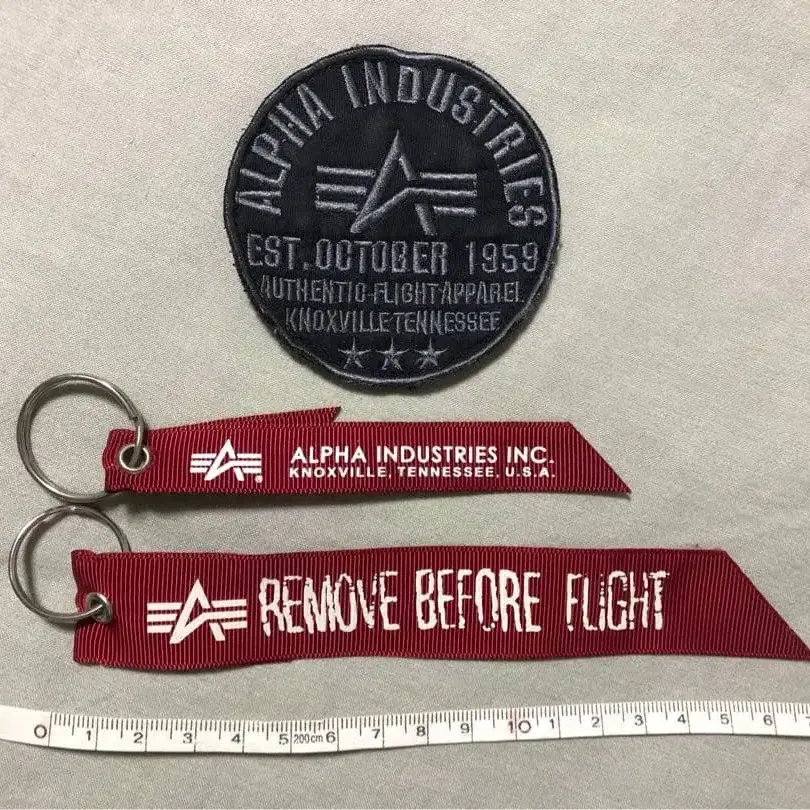 ALPHA INDUSTRIES
EST. OCTOBER 1959
AUTHENTIC-FLIGHT-APPAREL
KNOXVILLE TENNESSEE
ALPHA INDUSTRIES INC.
KNOXVILLE, TENNESSEE, U.S.A.
REMOVE BEFORE FLIGHT
0 1 2 3 4 5 200cm 6 7 8 9 10 1 2 3 4 5 6